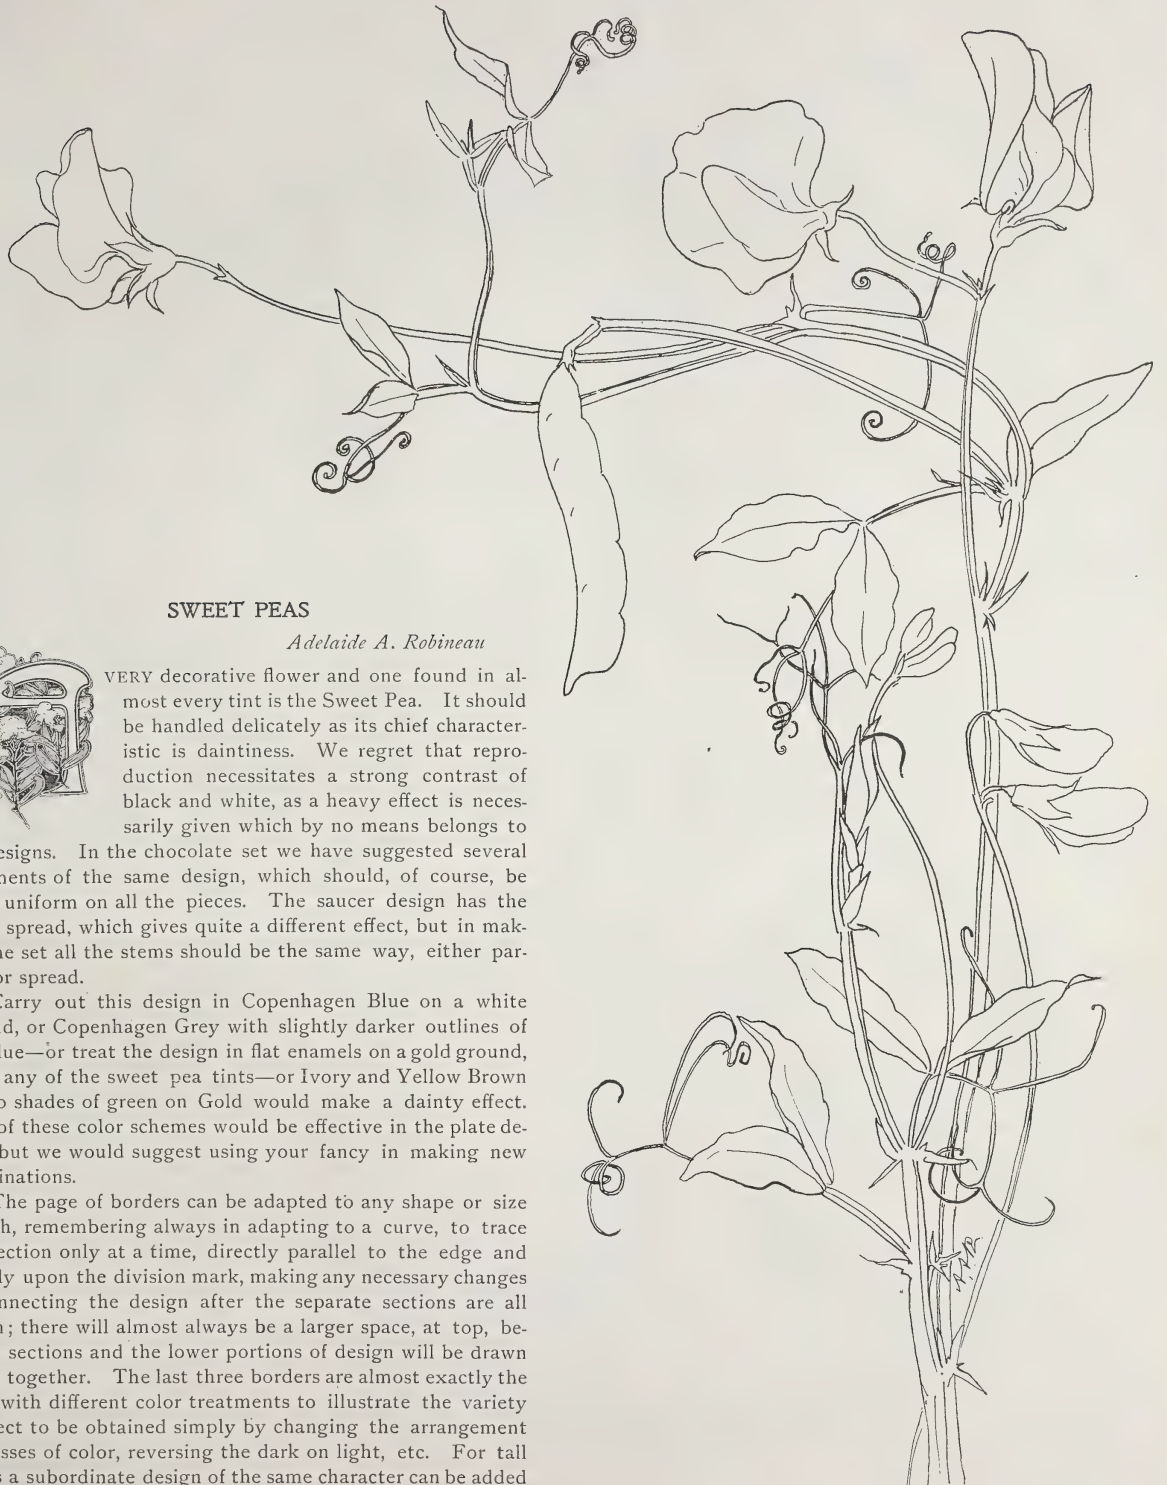 SWEET PEAS
Adelaide A. Robineau
VERY decorative flower and one found in al-
most every tint is the Sweet Pea. It should
be handled delicately as its chief character-
istic is daintiness. We regret that repro-
duction necessitates a strong contrast of
black and white, as a heavy effect is neces-
sarily given which by no means belongs to
esigns. In the chocolate set we have suggested several
nents of the same design, which should, of course, be
uniform on all the pieces. The saucer design has the
spread, which gives quite a different effect, but in mak-
e set all the stems should be the same way, either par-
or spread.
Carry out this design in Copenhagen Blue on a white
d, or Copenhagen Grey with slightly darker outlines of
lue—or treat the design in flat enamels on a gold ground,
any of the sweet pea tints—or Ivory and Yellow Brown
o shades of green on Gold would make a dainty effect.
of these color schemes would be effective in the plate de-
but we would suggest using your fancy in making new
inations.
The page of borders can be adapted to any shape or size
h, remembering always in adapting to a curve, to trace
ection only at a time, directly parallel to the edge and
ly upon the division mark, making any necessary changes
nnecting the design after the separate sections are all
n; there will almost always be a larger space, at top, be-
sections and the lower portions of design will be drawn
together. The last three borders are almost exactly the
with different color treatments to illustrate the variety
ect to be obtained simply by changing the arrangement
sses of color, reversing the dark on light, etc. For tall
s a subordinate design of the same character can be added